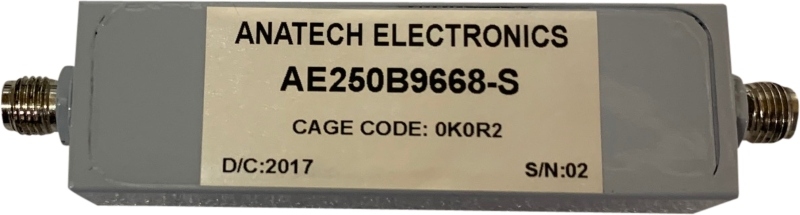 ANATECH ELECTRONICS
AE250B9668-S
CAGE CODE: 0K0R2
D/C:2017 S/N:02